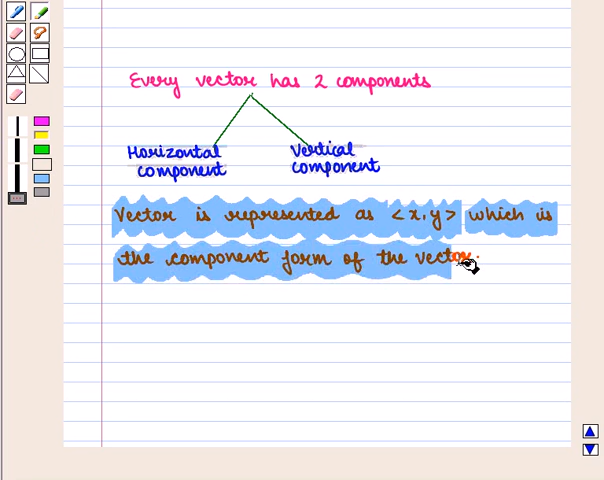 Every vector has 2 components
Horizontal component
Vertical component
Vector is represented as <x,y> which is
the component form of the vector.